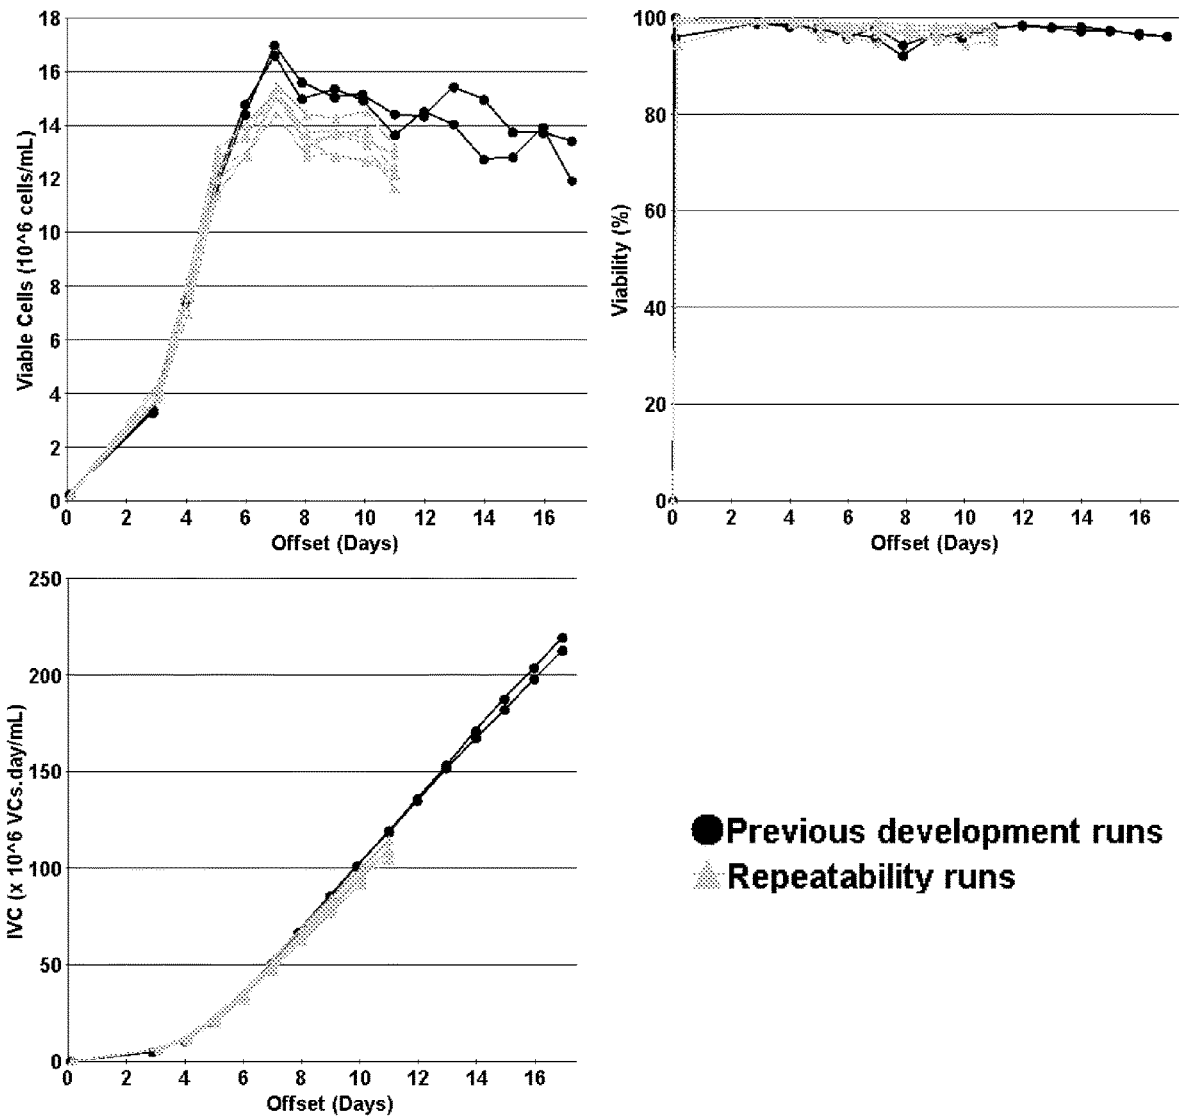 18
16
14
12
10
8
6
4
2
0
0 2 4 6 8 10 12 14 16
Offset (Days)
Viable Cells (10^6 cells/mL)
100
80
60
40
20
0
0 2 4 6 8 10 12 14 16
Offset (Days)
Viability (%)
250
200
150
100
50
0
0 2 4 6 8 10 12 14 16
Offset (Days)
IVC (x 10^6 VCs.day/mL)
Previous development runs
Repeatability runs